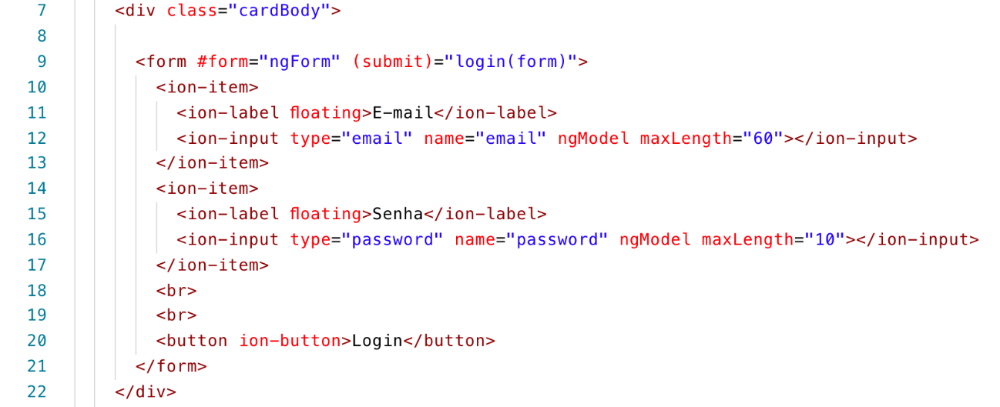 7 <div class="cardBody">
8
9 <form #form="ngForm" (submit)="login(form)">
10 <ion-item>
11 <ion-label floating>E-mail</ion-label>
12 <ion-input type="email" name="email" ngModel maxLength="60"></ion-input>
13 </ion-item>
14 <ion-item>
15 <ion-label floating>Senha</ion-label>
16 <ion-input type="password" name="password" ngModel maxLength="10"></ion-input>
17 </ion-item>
18 <br>
19 <br>
20 <button ion-button>Login</button>
21 </form>
22 </div>